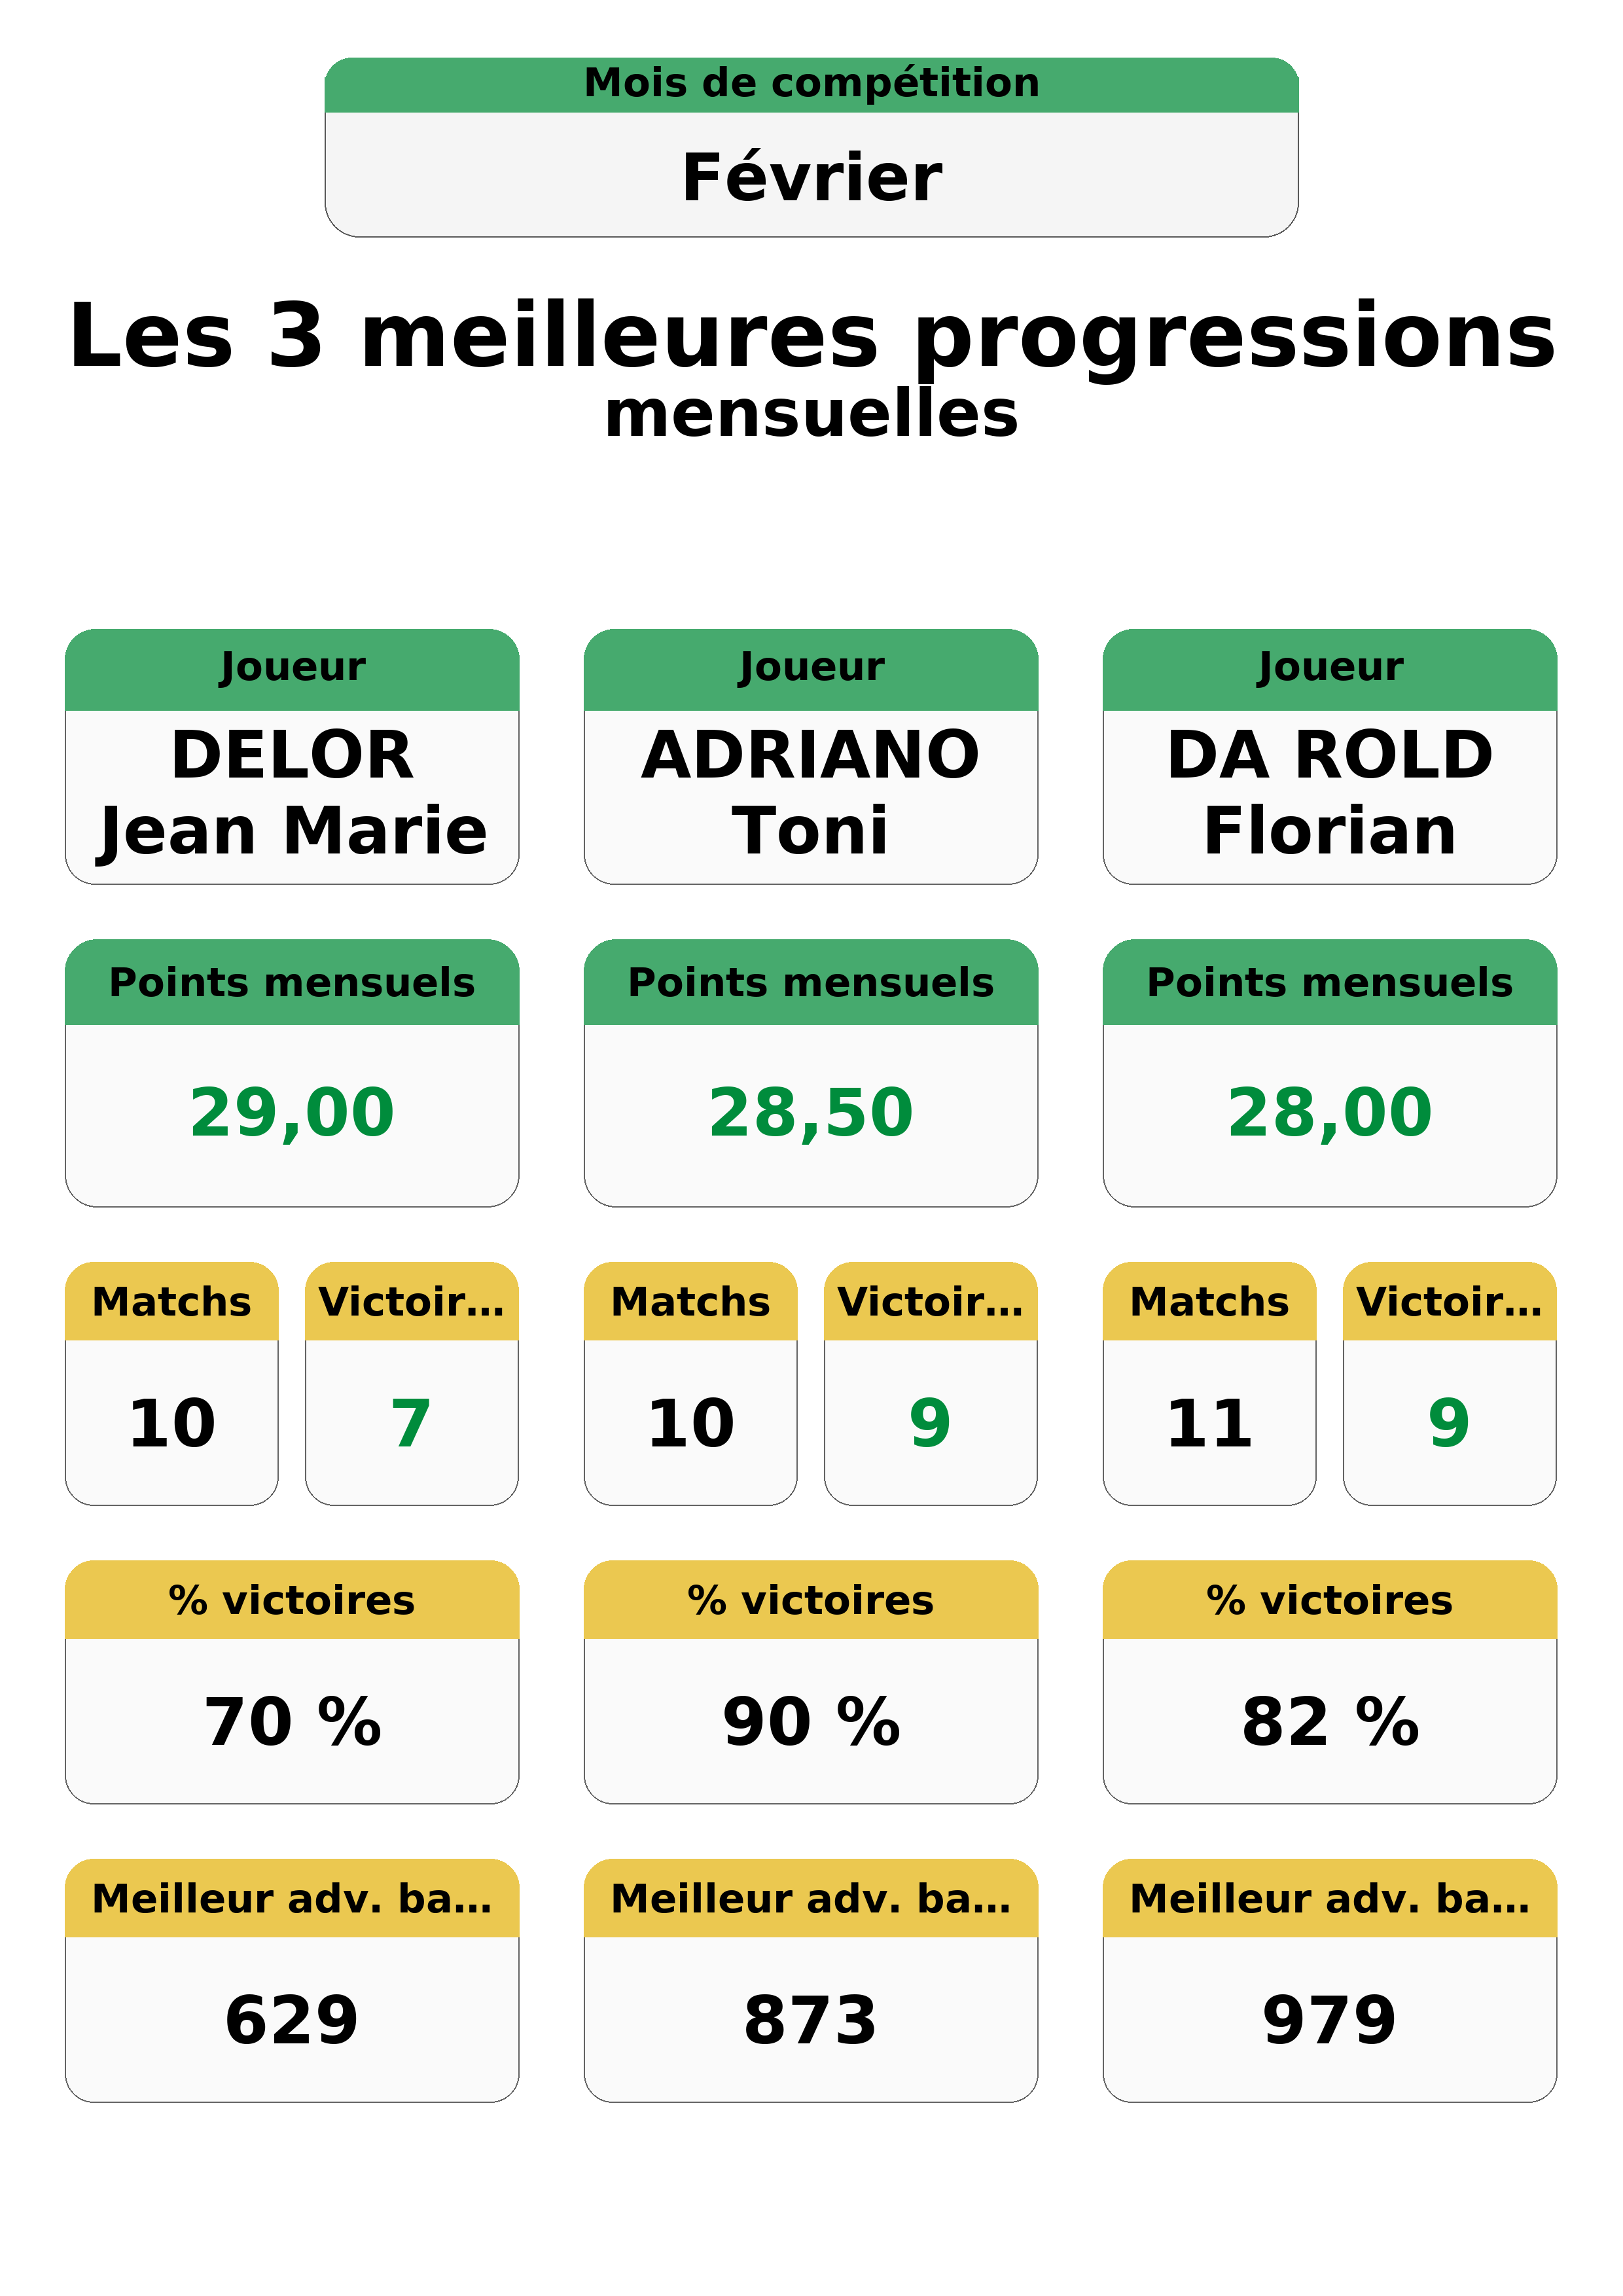 Mois de compétition
Février
Les 3 meilleures progressions
mensuelles
Joueur
Joueur
Joueur
DELOR
Jean Marie
ADRIANO
Toni
DA ROLD
Florian
Points mensuels
Points mensuels
Points mensuels
29,00
28,50
28,00
Matchs
Victoir...
Matchs
Victoir...
Matchs
Victoir...
10
7
10
9
11
9
% victoires
% victoires
% victoires
70 %
90 %
82 %
Meilleur adv. ba...
Meilleur adv. ba...
Meilleur adv. ba...
629
873
979